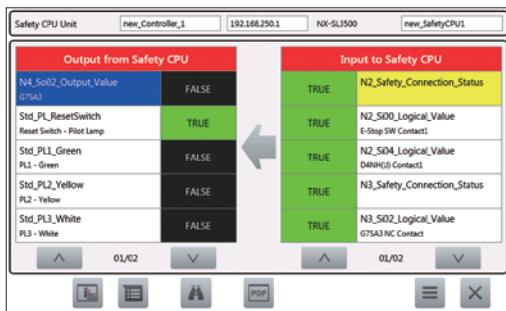 Safety CPU Unit new_Controller_1 192.168.250.1 NX-SL3500 new_SafetyCPU1
Output from Safety CPU
N4_So02_Output_Value FALSE
G7SA3
Std_PL_ResetSwitch TRUE
Reset Switch - Pilot Lamp
Std_PL1_Green FALSE
PL1 - Green
Std_PL2_Yellow FALSE
PL2 - Yellow
Std_PL3_White FALSE
PL3 - White
01/02
Input to Safety CPU
TRUE N2_Safety_Connection_Status
TRUE N2_Si00_Logical_Value
E-Stop SW Contact1
TRUE N2_Si04_Logical_Value
D4NH(J) Contact1
TRUE N3_Safety_Connection_Status
TRUE N3_Si02_Logical_Value
G7SA3 NC Contact
01/02
PDF